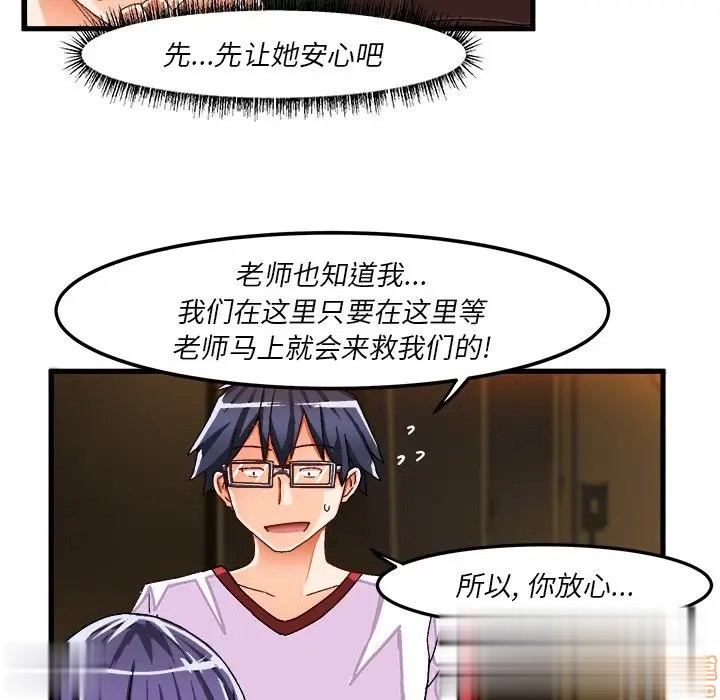 先...先让她安心吧
老师也知道我...
我们在这里只要在这里等
老师马上就会来救我们的!
所以, 你放心...